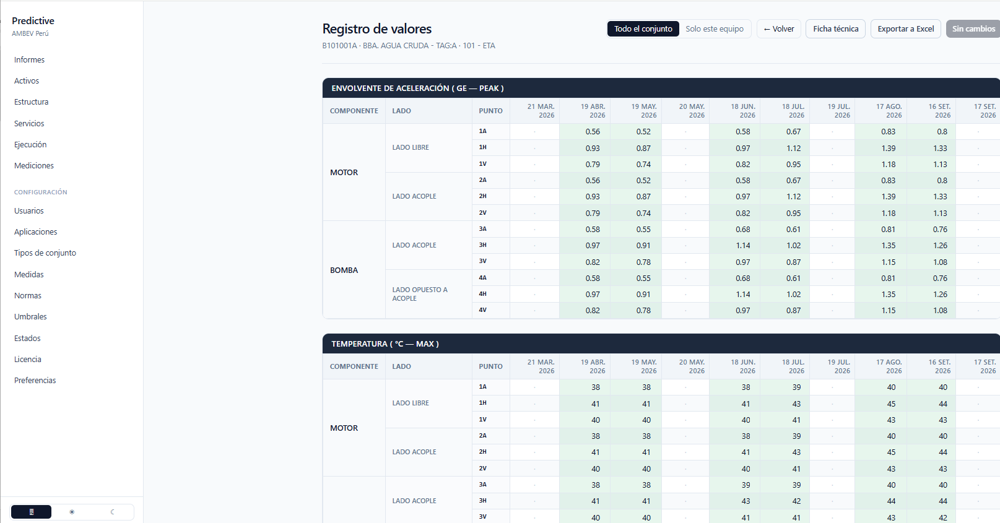 Predictive
AMBEV Perú
Informes
Activos
Estructura
Servicios
Ejecución
Mediciones
CONFIGURACIÓN
Usuarios
Aplicaciones
Tipos de conjunto
Medidas
Normas
Umbrales
Estados
Licencia
Preferencias
Registro de valores
B101001A · BBA. AGUA CRUDA - TAG:A · 101 - ETA
Todo el conjunto Solo este equipo ← Volver Ficha técnica Exportar a Excel Sin cambios
ENVOLVENTE DE ACELERACIÓN ( GE — PEAK )
COMPONENTE LADO PUNTO 21 MAR. 2026 19 ABR. 2026 19 MAY. 2026 20 MAY. 2026 18 JUN. 2026 18 JUL. 2026 19 JUL. 2026 17 AGO. 2026 16 SET. 2026 17 SET. 2026
MOTOR LADO LIBRE 1A · 0.56 0.52 · 0.58 0.67 · 0.83 0.8 ·
1H · 0.93 0.87 · 0.97 1.12 · 1.39 1.33 ·
1V · 0.79 0.74 · 0.82 0.95 · 1.18 1.13 ·
LADO ACOPLE 2A · 0.56 0.52 · 0.58 0.67 · 0.83 0.8 ·
2H · 0.93 0.87 · 0.97 1.12 · 1.39 1.33 ·
2V · 0.79 0.74 · 0.82 0.95 · 1.18 1.13 ·
BOMBA LADO ACOPLE 3A · 0.58 0.55 · 0.68 0.61 · 0.81 0.76 ·
3H · 0.97 0.91 · 1.14 1.02 · 1.35 1.26 ·
3V · 0.82 0.78 · 0.97 0.87 · 1.15 1.08 ·
LADO OPUESTO A ACOPLE 4A · 0.58 0.55 · 0.68 0.61 · 0.81 0.76 ·
4H · 0.97 0.91 · 1.14 1.02 · 1.35 1.26 ·
4V · 0.82 0.78 · 0.97 0.87 · 1.15 1.08 ·
TEMPERATURA ( °C — MAX )
COMPONENTE LADO PUNTO 21 MAR. 2026 19 ABR. 2026 19 MAY. 2026 20 MAY. 2026 18 JUN. 2026 18 JUL. 2026 19 JUL. 2026 17 AGO. 2026 16 SET. 2026 17 SET. 2026
MOTOR LADO LIBRE 1A · 38 38 · 38 39 · 40 40 ·
1H · 41 41 · 41 43 · 45 44 ·
1V · 40 40 · 40 41 · 43 43 ·
LADO ACOPLE 2A · 38 38 · 38 39 · 40 40 ·
2H · 41 41 · 41 43 · 45 44 ·
2V · 40 40 · 40 41 · 43 43 ·
LADO ACOPLE 3A · 38 38 · 39 39 · 40 40 ·
3H · 41 41 · 43 42 · 44 44 ·
3V · 40 40 · 41 41 · 43 42 ·